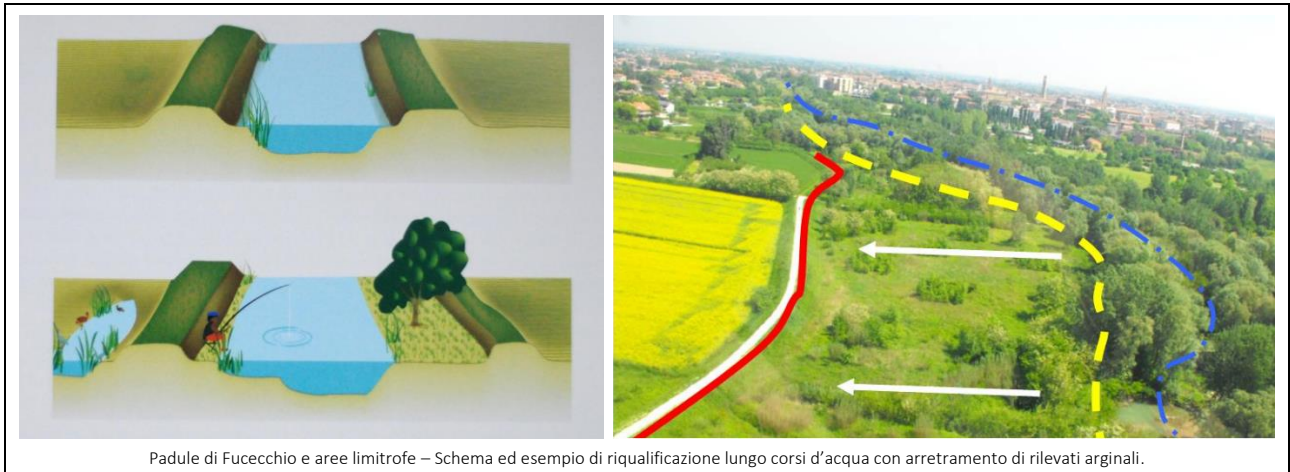 Padule di Fucecchio e aree limitrofe – Schema ed esempio di riqualificazione lungo corsi d'acqua con arretramento di rilevati arginali.